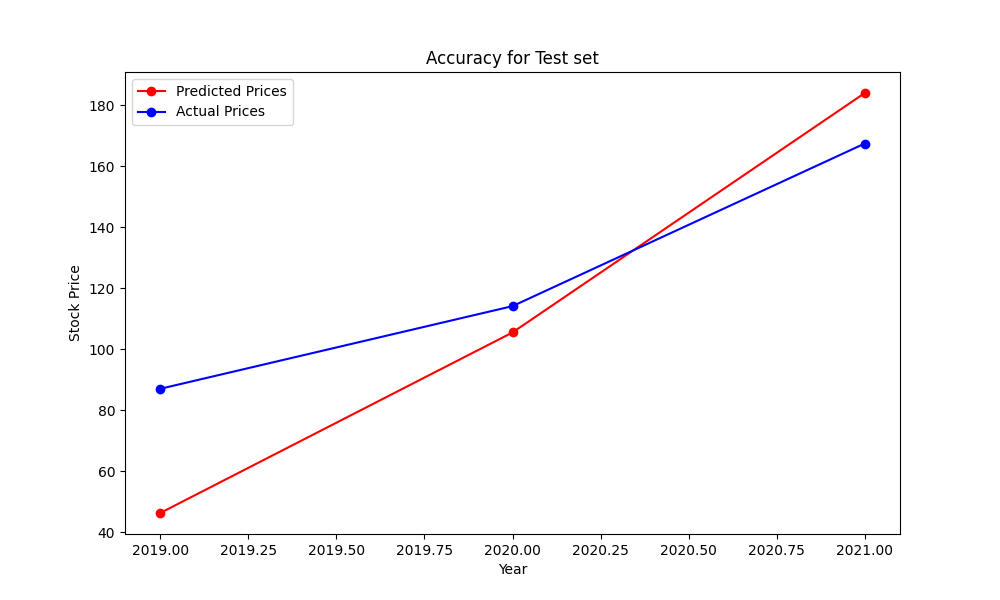 Accuracy for Test set
Predicted Prices
Actual Prices
180
160
140
120
100
80
60
40
Stock Price
2019.00 2019.25 2019.50 2019.75 2020.00 2020.25 2020.50 2020.75 2021.00
Year